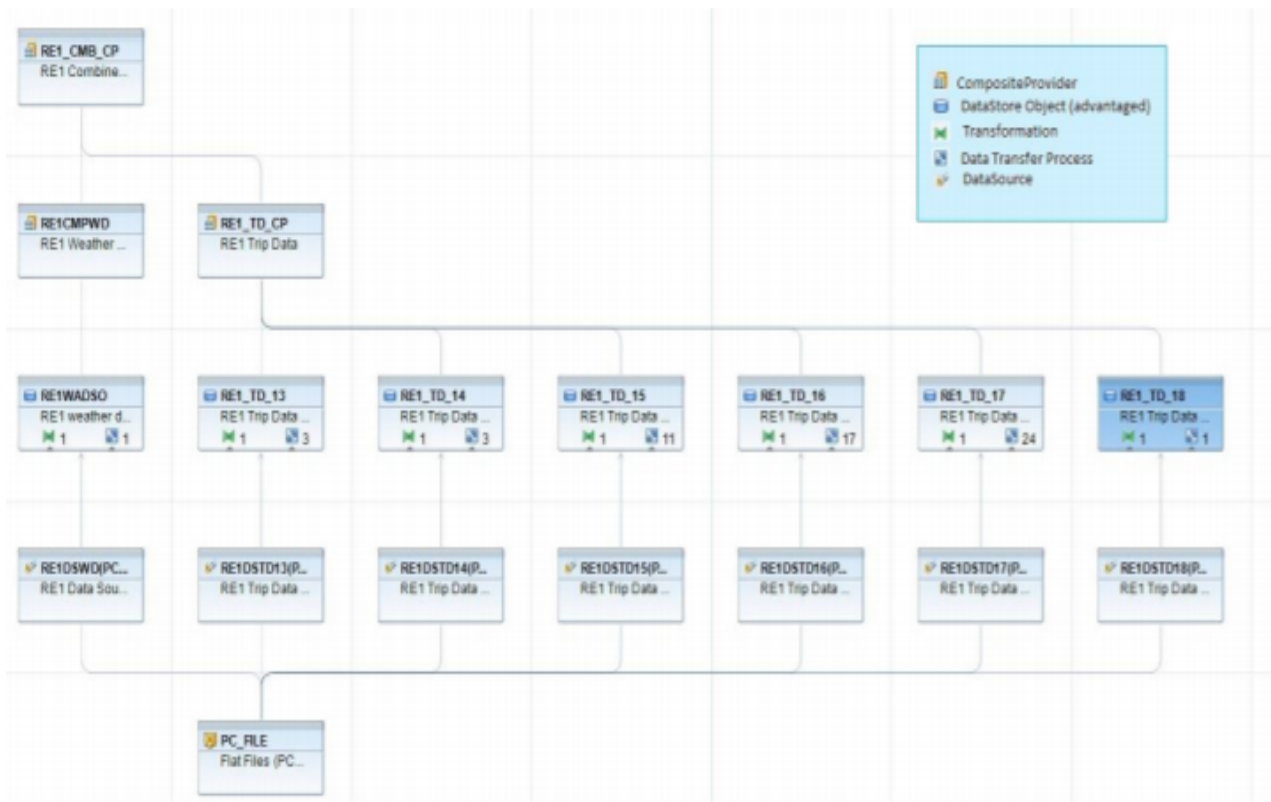 RE1_CMB_CP
RE1 Combine...
CompositeProvider
DataStore Object (advantaged)
Transformation
Data Transfer Process
DataSource
RE1CMPWD
RE1 Weather ...
RE1_TD_CP
RE1 Trip Data
RE1WADSO
RE1 weather d...
1 1
RE1_TD_13
RE1 Trip Data ...
1 3
RE1_TD_14
RE1 Trip Data ...
1 3
RE1_TD_15
RE1 Trip Data ...
1 11
RE1_TD_16
RE1 Trip Data ...
1 17
RE1_TD_17
RE1 Trip Data ...
1 24
RE1_TD_18
RE1 Trip Data ...
1 1
RE1DSWD(PC...
RE1 Data Sou...
RE1DSTD13(P...
RE1 Trip Data ...
RE1DSTD14(P...
RE1 Trip Data ...
RE1DSTD15(P...
RE1 Trip Data ...
RE1DSTD16(P...
RE1 Trip Data ...
RE1DSTD17(P...
RE1 Trip Data ...
RE1DSTD18(P...
RE1 Trip Data ...
PC_FILE
Flat Files (PC...